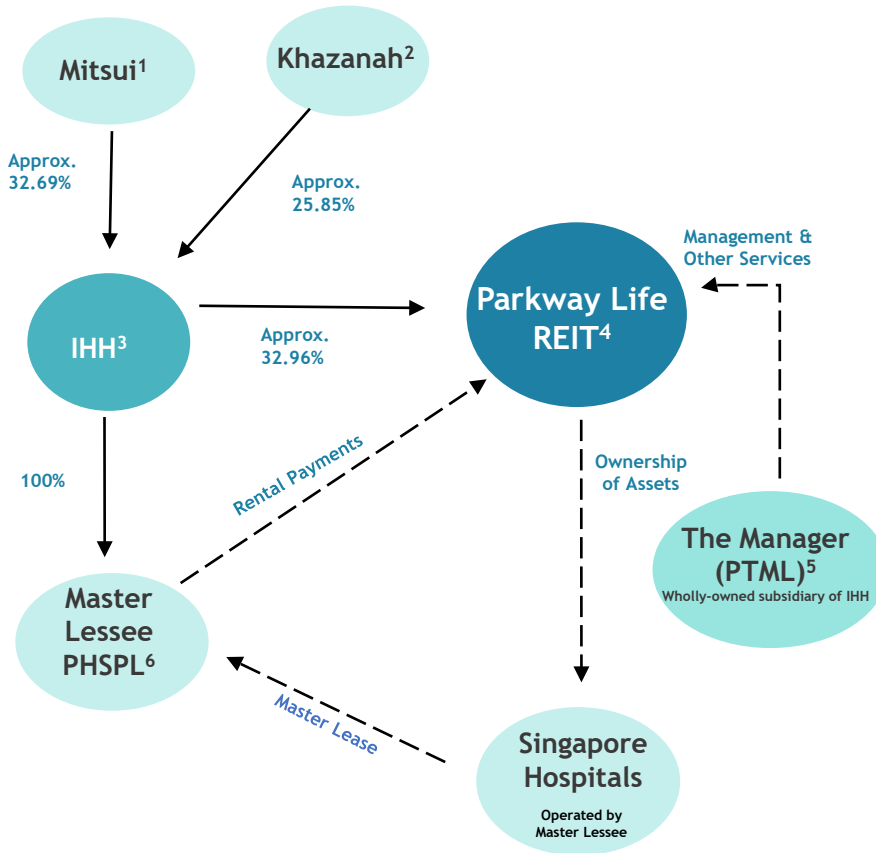 Mitsui¹
Khazanah²
Approx.
32.69%
Approx.
25.85%
Management &
Other Services
Parkway Life
REIT⁴
IHH³
Approx.
32.96%
Rental Payments
100%
Ownership
of Assets
The Manager
(PTML)⁵
Wholly-owned subsidiary of IHH
Master
Lessee
PHSPL⁶
Master Lease
Singapore
Hospitals
Operated by
Master Lessee